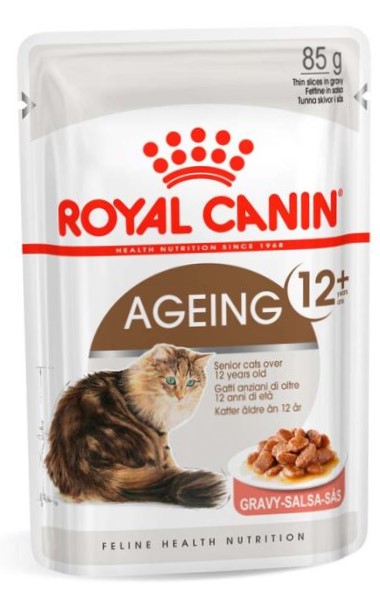 85 g
Thin slices in gravy
Fettine in salsa
Tunna skivor i sås
ROYAL CANIN®
HEALTH NUTRITION SINCE 1968
AGEING 12+
years
Senior cats over
12 years old
Gatti anziani di oltre
12 anni di età
Katter äldre än 12 år
GRAVY-SALSA-SÅS
FELINE HEALTH NUTRITION